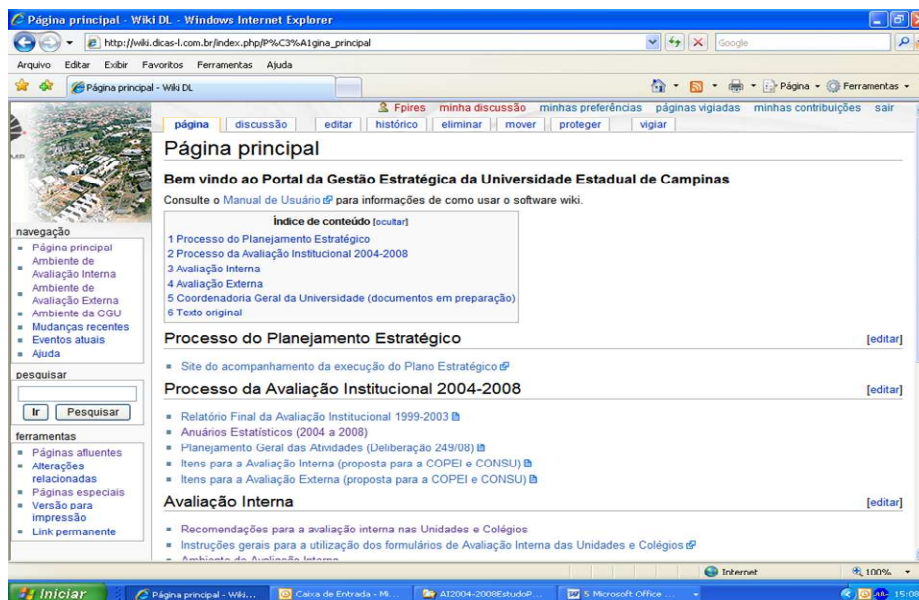 Página principal - Wiki DL - Windows Internet Explorer
http://wiki.dicas-l.com.br/index.php/P%C3%A1gina_principal
Google
Arquivo Editar Exibir Favoritos Ferramentas Ajuda
Página principal - Wiki DL
Página Ferramentas
Fpires minha discussão minhas preferências páginas vigiadas minhas contribuições sair
página discussão editar histórico eliminar mover proteger vigiar
Página principal
Bem vindo ao Portal da Gestão Estratégica da Universidade Estadual de Campinas
Consulte o Manual de Usuário para informações de como usar o software wiki.
Índice de conteúdo [ocultar]
1 Processo do Planejamento Estratégico
2 Processo da Avaliação Institucional 2004-2008
3 Avaliação Interna
4 Avaliação Externa
5 Coordenadoria Geral da Universidade (documentos em preparação)
6 Texto original
navegação
Página principal
Ambiente de
Avaliação Interna
Ambiente de
Avaliação Externa
Ambiente da CGU
Mudanças recentes
Eventos atuais
Ajuda
pesquisar
Ir Pesquisar
ferramentas
Páginas afluentes
Alterações
relacionadas
Páginas especiais
Versão para
impressão
Link permanente
Processo do Planejamento Estratégico [editar]
Site do acompanhamento da execução do Plano Estratégico
Processo da Avaliação Institucional 2004-2008 [editar]
Relatório Final da Avaliação Institucional 1999-2003
Anuários Estatísticos (2004 a 2008)
Planejamento Geral das Atividades (Deliberação 249/08)
Itens para a Avaliação Interna (proposta para a COPEI e CONSU)
Itens para a Avaliação Externa (proposta para a COPEI e CONSU)
Avaliação Interna [editar]
Recomendações para a avaliação interna nas Unidades e Colégios
Instruções gerais para a utilização dos formulários de Avaliação Interna das Unidades e Colégios
Ambiente de Avaliação Interna
Internet 100%
Iniciar Página principal - Wiki... Caixa de Entrada - Mi... AI2004-2008EstudoP... 5 Microsoft Office ... 15:08